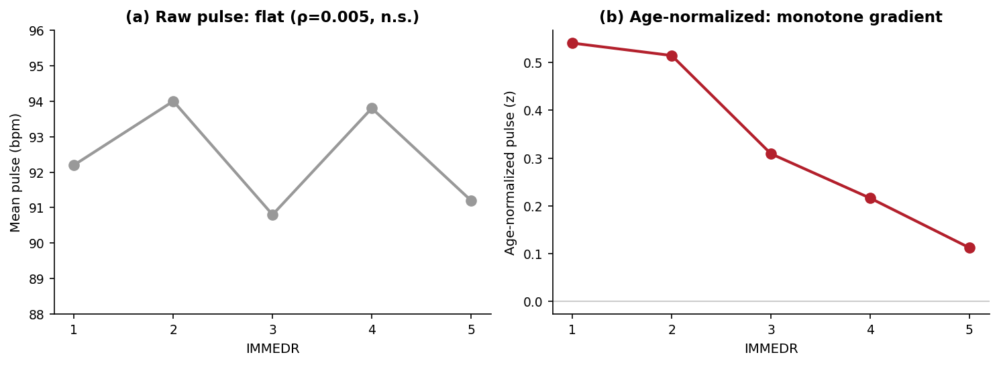 (a) Raw pulse: flat (ρ=0.005, n.s.)
96
95
94
93
92
91
90
89
88
Mean pulse (bpm)
1 2 3 4 5
IMMEDR
(b) Age-normalized: monotone gradient
0.5
0.4
0.3
0.2
0.1
0.0
Age-normalized pulse (z)
1 2 3 4 5
IMMEDR